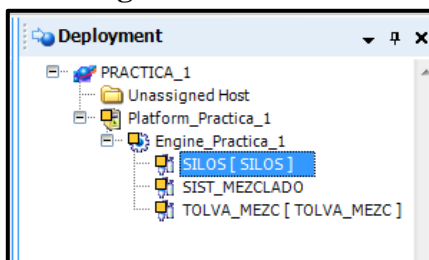 Deployment
PRACTICA_1
Unassigned Host
Platform_Practica_1
Engine_Practica_1
SILOS [ SILOS ]
SIST_MEZCLADO
TOLVA_MEZC [ TOLVA_MEZC ]